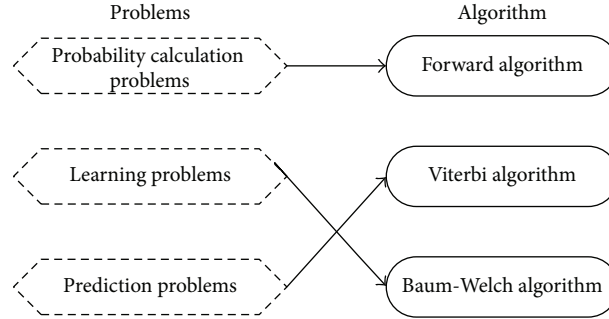 Problems
Algorithm
Probability calculation
problems
Forward algorithm
Learning problems
Viterbi algorithm
Prediction problems
Baum-Welch algorithm